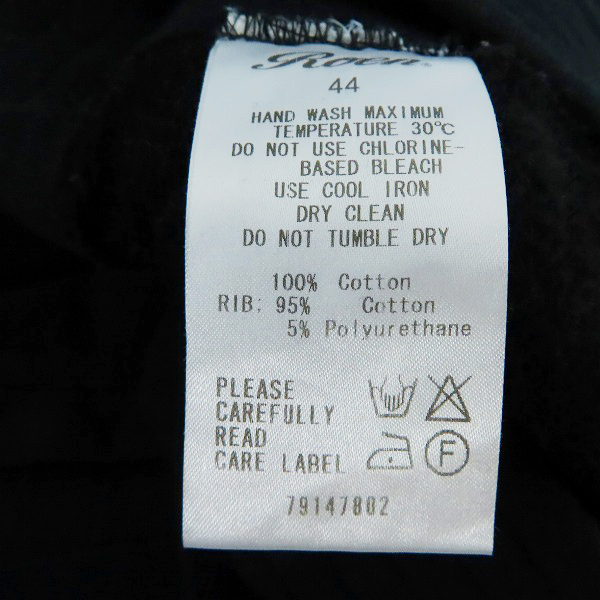 Roen
44
HAND WASH MAXIMUM
TEMPERATURE 30℃
DO NOT USE CHLORINE-
BASED BLEACH
USE COOL IRON
DRY CLEAN
DO NOT TUMBLE DRY
100% Cotton
RIB: 95% Cotton
5% Polyurethane
PLEASE
CAREFULLY
READ
CARE LABEL
F
79147802